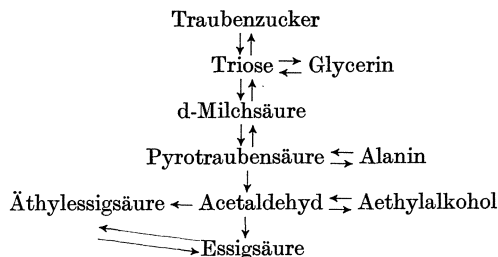 Traubenzucker
Triose Glycerin
d-Milchsäure
Pyrotraubensäure Alanin
Äthylessigsäure Acetaldehyd Aethylalkohol
Essigsäure